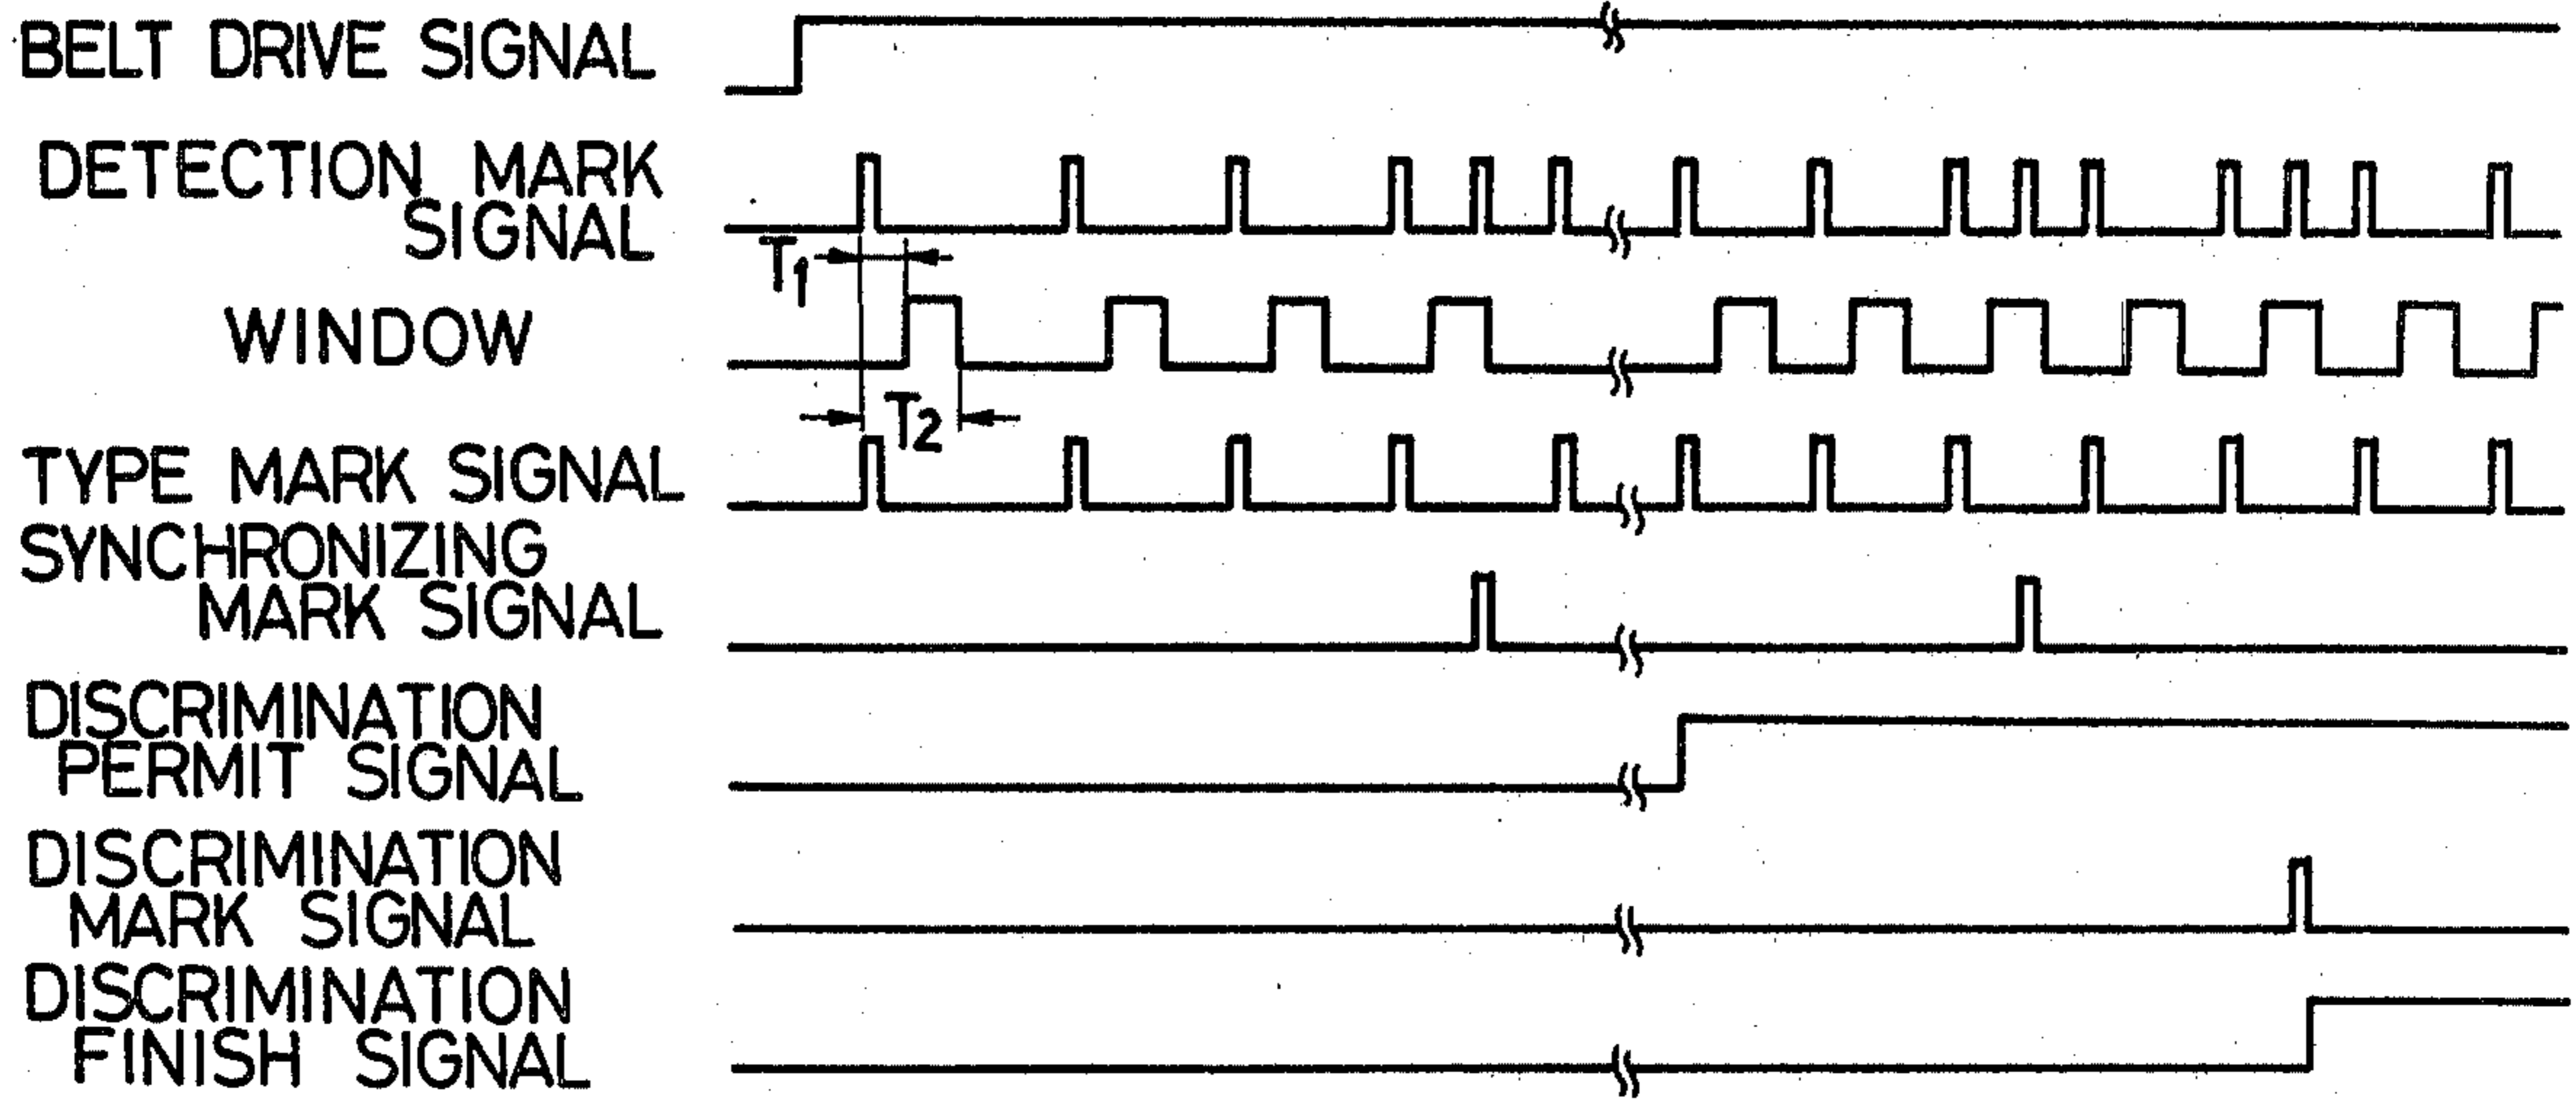 BELT DRIVE SIGNAL
DETECTION MARK
SIGNAL
T1
WINDOW
T2
TYPE MARK SIGNAL
SYNCHRONIZING
MARK SIGNAL
DISCRIMINATION
PERMIT SIGNAL
DISCRIMINATION
MARK SIGNAL
DISCRIMINATION
FINISH SIGNAL